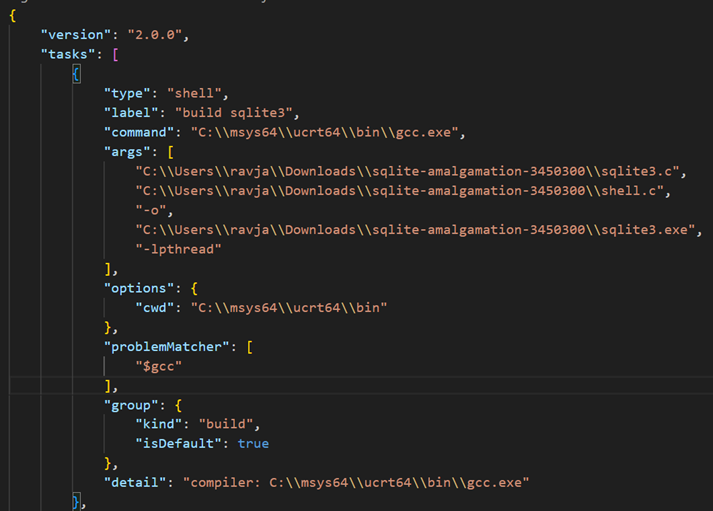 {
"version": "2.0.0",
"tasks": [
{
"type": "shell",
"label": "build sqlite3",
"command": "C:\\msys64\\ucrt64\\bin\\gcc.exe",
"args": [
"C:\\Users\\ravja\\Downloads\\sqlite-amalgamation-3450300\\sqlite3.c",
"C:\\Users\\ravja\\Downloads\\sqlite-amalgamation-3450300\\shell.c",
"-o",
"C:\\Users\\ravja\\Downloads\\sqlite-amalgamation-3450300\\sqlite3.exe",
"-lpthread"
],
"options": {
"cwd": "C:\\msys64\\ucrt64\\bin"
},
"problemMatcher": [
"$gcc"
],
"group": {
"kind": "build",
"isDefault": true
},
"detail": "compiler: C:\\msys64\\ucrt64\\bin\\gcc.exe"
},